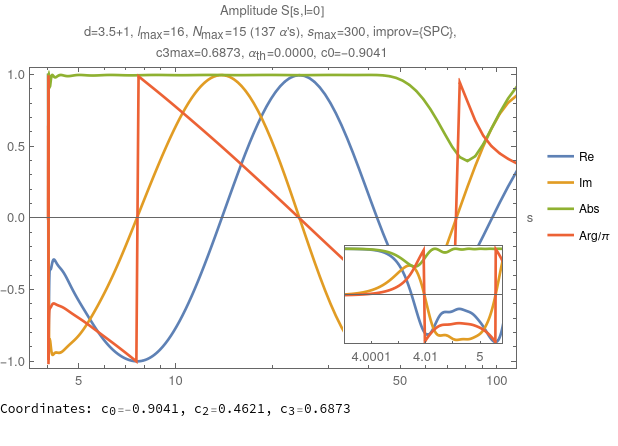 Amplitude S[s,l=0]
d=3.5+1, lmax=16, Nmax=15 (137 α's), smax=300, improv={SPC},
c3max=0.6873, αth=0.0000, c0=-0.9041
1.0
0.5
0.0
-0.5
-1.0
5
10
50
100
s
4.0001
4.01
5
Re
Im
Abs
Arg/π
Coordinates: c0=-0.9041, c2=0.4621, c3=0.6873